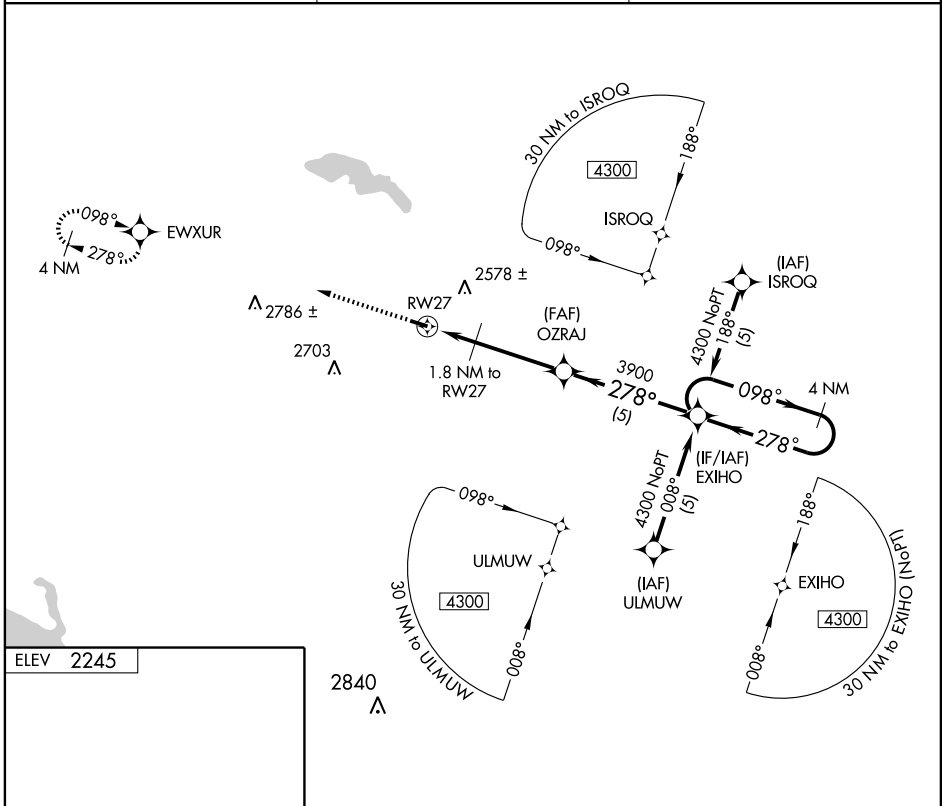 30 NM to ISROQ
188°
4300
ISROQ
098°
098°
EWXUR
278°
4 NM
(IAF)
ISROQ
2578 ±
RW27
2786 ±
(FAF)
OZRAJ
4300 NoPT
188°
(5)
2703
1.8 NM to
RW27
3900
278°
(5)
098°
4 NM
278°
(IF/IAF)
EXIHO
4300 NoPT
008°
(5)
098°
188°
ULMUW
(IAF)
ULMUW
EXIHO
4300
30 NM to ULMUW
4300
30 NM to EXIHO (NoPT)
008°
008°
ELEV 2245
2840